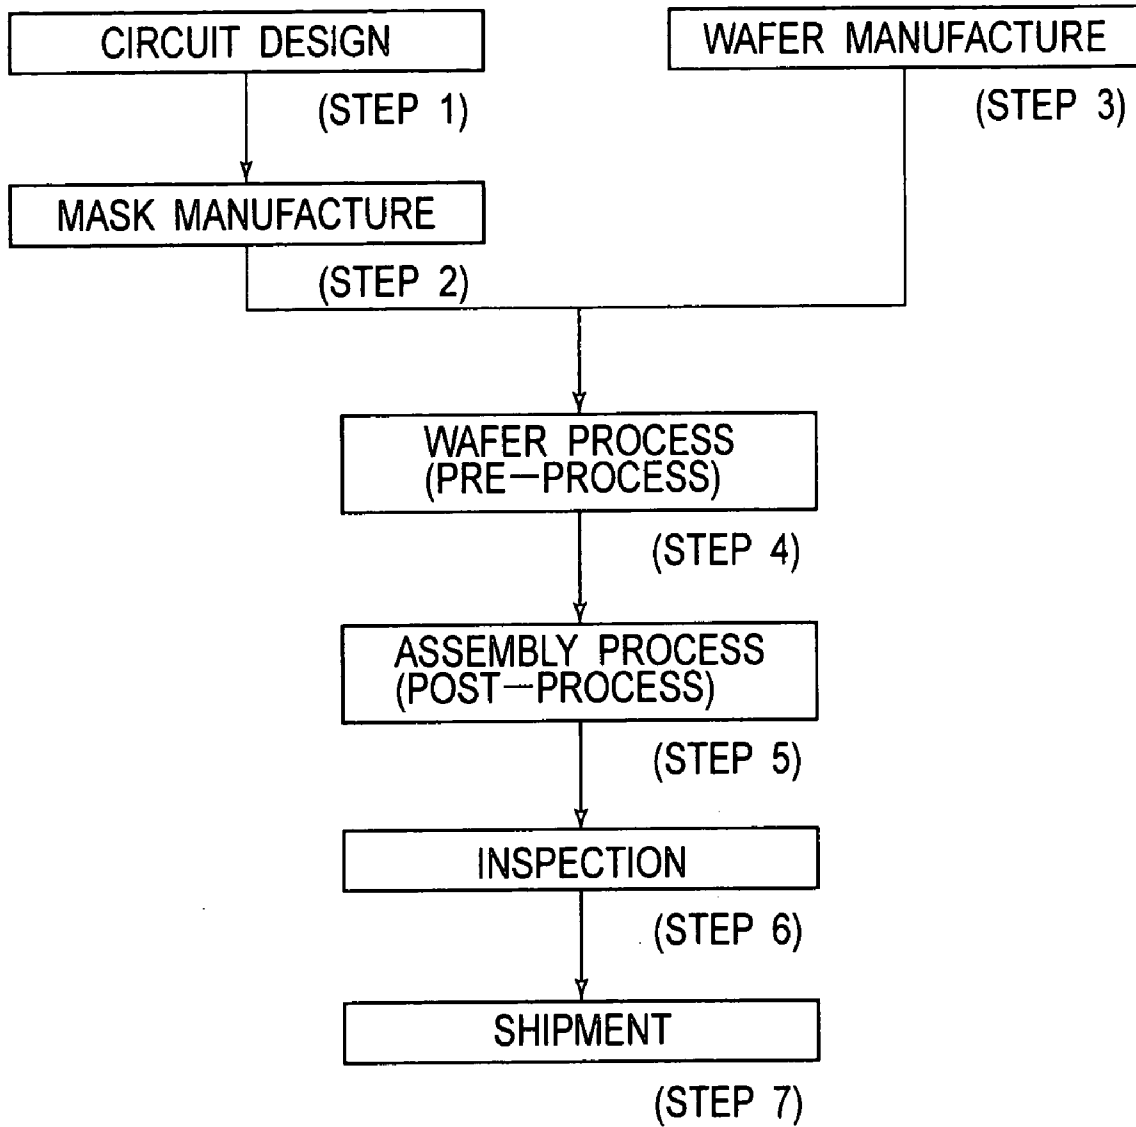 CIRCUIT DESIGN
(STEP 1)
WAFER MANUFACTURE
(STEP 3)
MASK MANUFACTURE
(STEP 2)
WAFER PROCESS
(PRE—PROCESS)
(STEP 4)
ASSEMBLY PROCESS
(POST—PROCESS)
(STEP 5)
INSPECTION
(STEP 6)
SHIPMENT
(STEP 7)